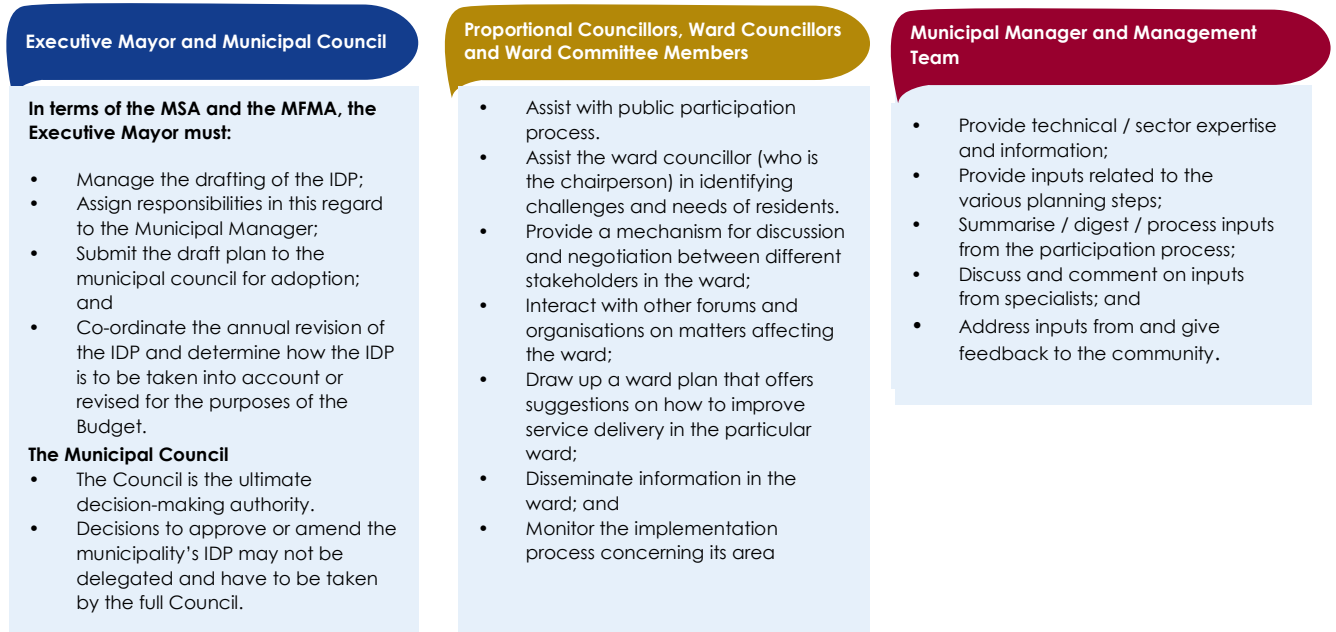 Executive Mayor and Municipal Council
In terms of the MSA and the MFMA, the
Executive Mayor must:
• Manage the drafting of the IDP;
• Assign responsibilities in this regard
to the Municipal Manager;
• Submit the draft plan to the
municipal council for adoption;
and
• Co-ordinate the annual revision of
the IDP and determine how the IDP
is to be taken into account or
revised for the purposes of the
Budget.
The Municipal Council
• The Council is the ultimate
decision-making authority.
• Decisions to approve or amend the
municipality’s IDP may not be
delegated and have to be taken
by the full Council.
Proportional Councillors, Ward Councillors
and Ward Committee Members
• Assist with public participation
process.
• Assist the ward councillor (who is
the chairperson) in identifying
challenges and needs of residents.
• Provide a mechanism for discussion
and negotiation between different
stakeholders in the ward;
• Interact with other forums and
organisations on matters affecting
the ward;
• Draw up a ward plan that offers
suggestions on how to improve
service delivery in the particular
ward;
• Disseminate information in the
ward; and
• Monitor the implementation
process concerning its area
Municipal Manager and Management
Team
• Provide technical / sector expertise
and information;
• Provide inputs related to the
various planning steps;
• Summarise / digest / process inputs
from the participation process;
• Discuss and comment on inputs
from specialists; and
• Address inputs from and give
feedback to the community.